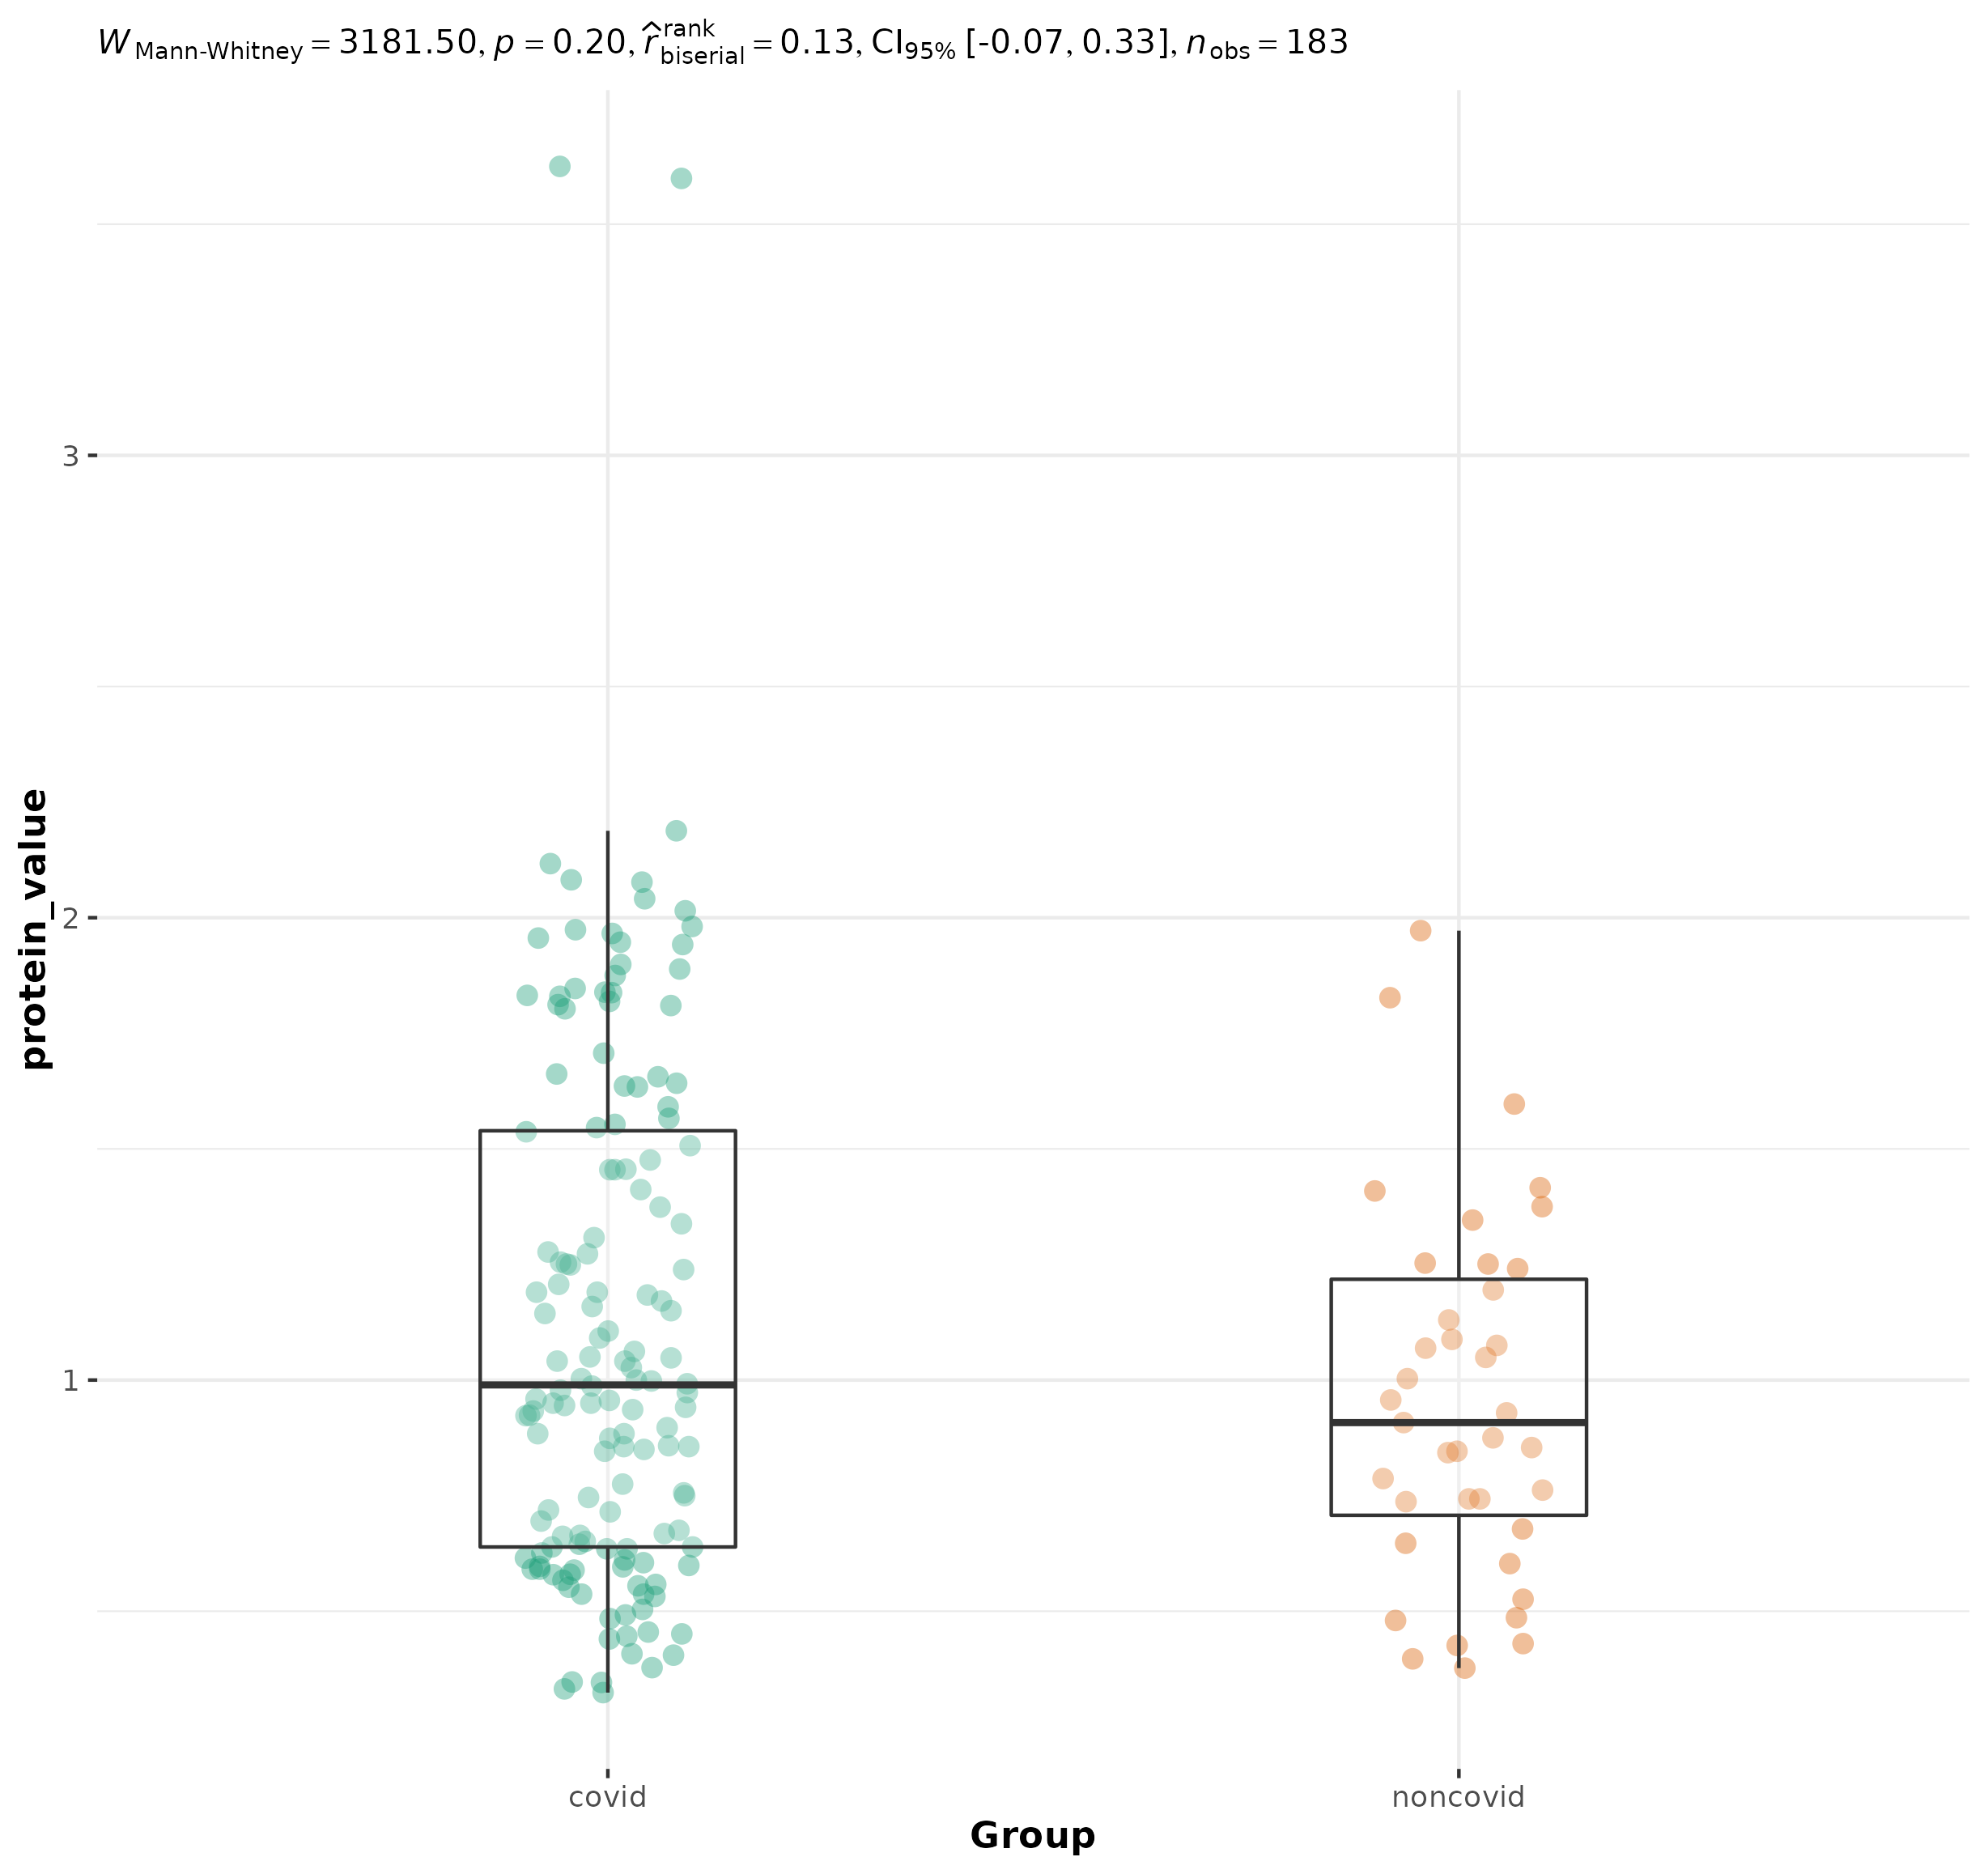 W Mann-Whitney = 3181.50, p = 0.20, r̂ rank biserial = 0.13, CI95% [-0.07, 0.33], nobs = 183
protein_value
3
2
1
covid noncovid
Group